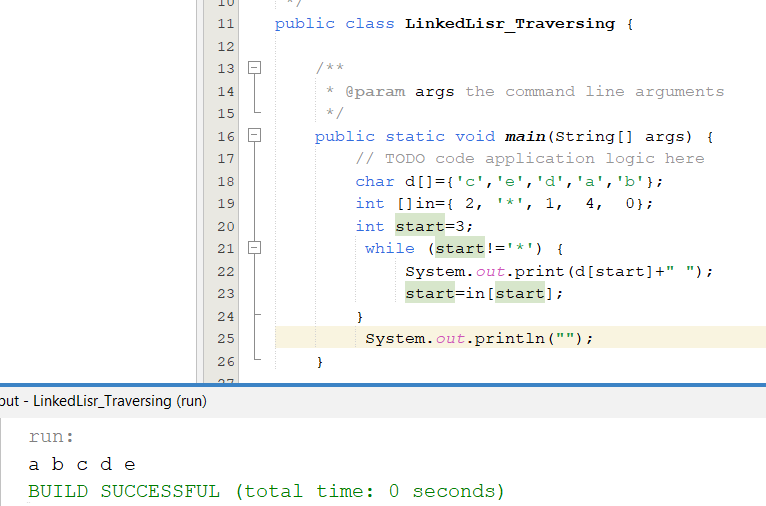 10 */
11 public class LinkedLisr_Traversing {
12
13 /**
14 * @param args the command line arguments
15 */
16 public static void main(String[] args) {
17 // TODO code application logic here
18 char d[]={'c','e','d','a','b'};
19 int []in={ 2, '*', 1, 4, 0};
20 int start=3;
21 while (start!='*') {
22 System.out.print(d[start]+" ");
23 start=in[start];
24 }
25 System.out.println("");
26 }
27
out - LinkedLisr_Traversing (run)
run:
a b c d e
BUILD SUCCESSFUL (total time: 0 seconds)